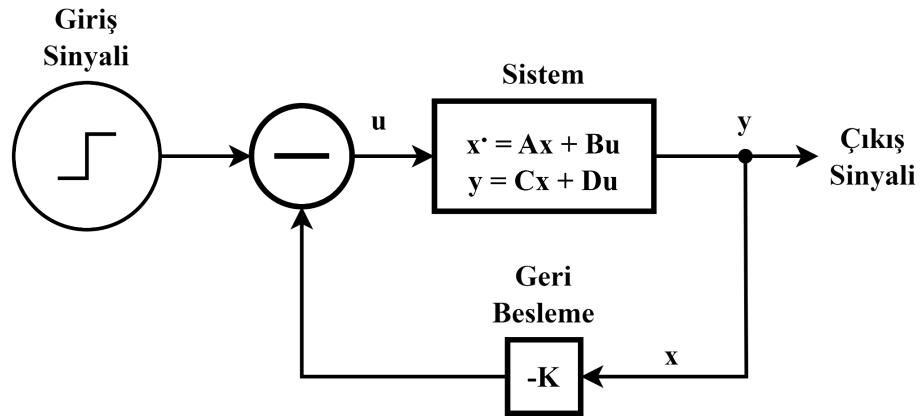 Giriş
Sinyali
Sistem
u
x˙ = Ax + Bu
y = Cx + Du
y
Çıkış
Sinyali
Geri
Besleme
-K
x